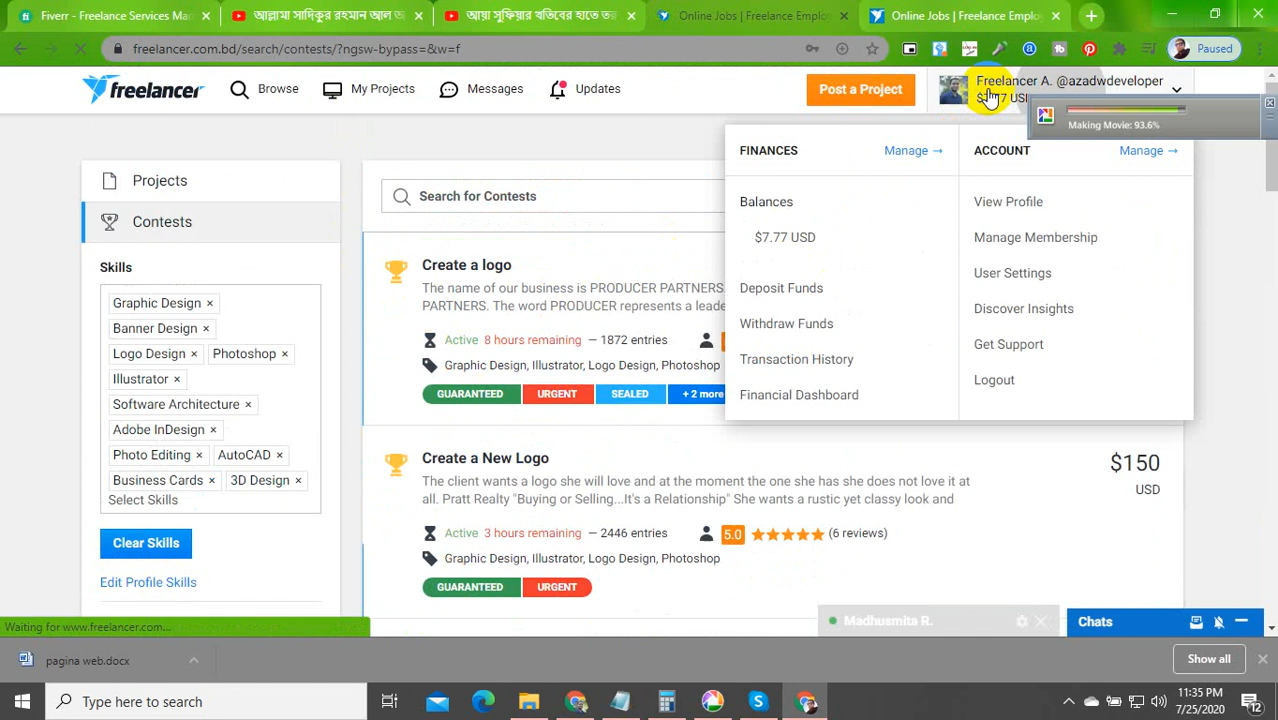 Fiverr - Freelance Services Mar
আল্লামা সাদিকুর রহমান আল আ
আয়া সুফিয়ার খতিবের হাতে তর
Online Jobs | Freelance Employ
Online Jobs | Freelance Employ
freelancer.com.bd/search/contests/?ngsw-bypass=&w=f
Paused
freelancer
Browse
My Projects
Messages
Updates
Post a Project
Freelancer A. @azadwdeveloper
Making Movie: 93.6%
FINANCES
Manage →
ACCOUNT
Manage →
Balances
$7.77 USD
Deposit Funds
Withdraw Funds
Transaction History
Financial Dashboard
View Profile
Manage Membership
User Settings
Discover Insights
Get Support
Logout
Projects
Contests
Skills
Graphic Design ×
Banner Design ×
Logo Design × Photoshop ×
Illustrator ×
Software Architecture ×
Adobe InDesign ×
Photo Editing × AutoCAD ×
Business Cards × 3D Design ×
Select Skills
Clear Skills
Edit Profile Skills
Search for Contests
Create a logo
The name of our business is PRODUCER PARTNERS.
PARTNERS. The word PRODUCER represents a leade
Active 8 hours remaining — 1872 entries
Graphic Design, Illustrator, Logo Design, Photoshop
GUARANTEED URGENT SEALED + 2 more
Create a New Logo
$150
USD
The client wants a logo she will love and at the moment the one she has she does not love it at
all. Pratt Realty "Buying or Selling...It's a Relationship" She wants a rustic yet classy look and
Active 3 hours remaining — 2446 entries 5.0 (6 reviews)
Graphic Design, Illustrator, Logo Design, Photoshop
GUARANTEED URGENT
Madhusmita R.
Chats
Waiting for www.freelancer.com...
pagina web.docx
Show all
Type here to search
11:35 PM
7/25/2020
12